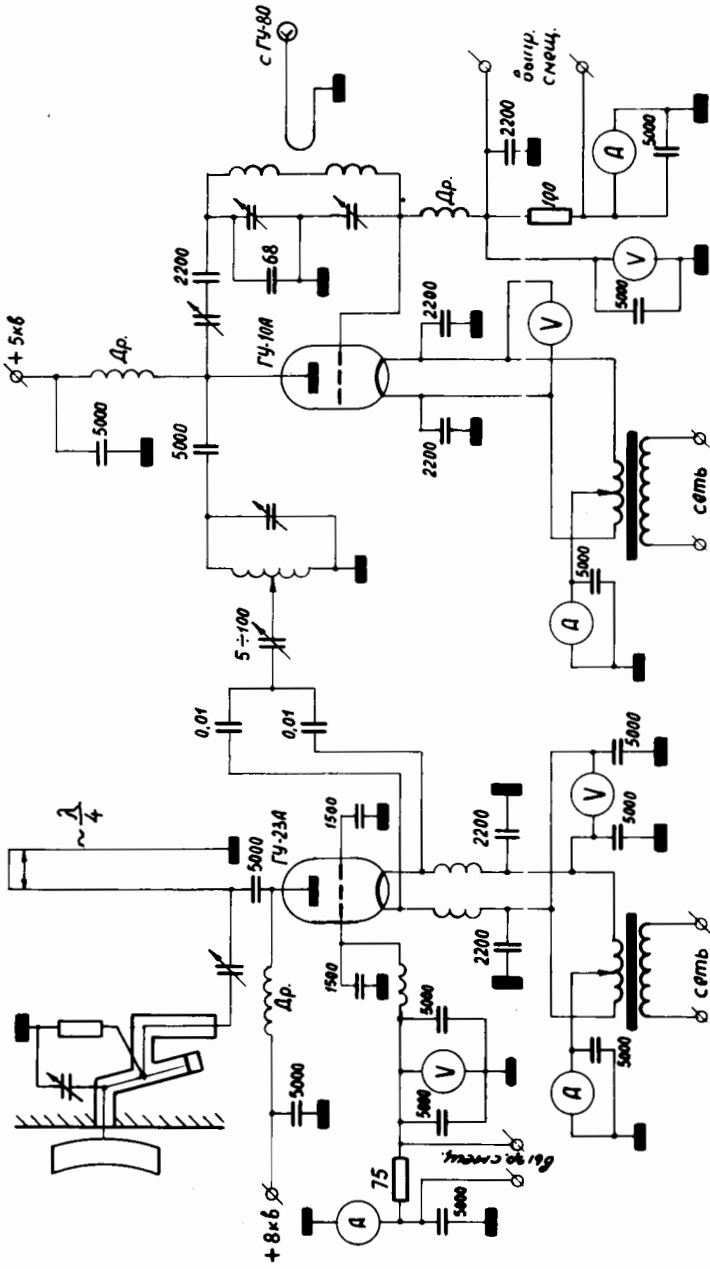 + 8кв
5000
Др.
~ λ/4
5000
ГУ-23А
1500
1500
5000
V
5000
75
A
5000
выпр. смещ.
2200
2200
V
5000
5000
A
5000
сеть
0,01
0,01
5÷100
5000
5000
+ 5кв
Др.
ГУ-10А
2200
68
с ГУ-80
2200
2200
Др.
2200
выпр.
смещ.
100
A
5000
V
5000
V
A
5000
сеть